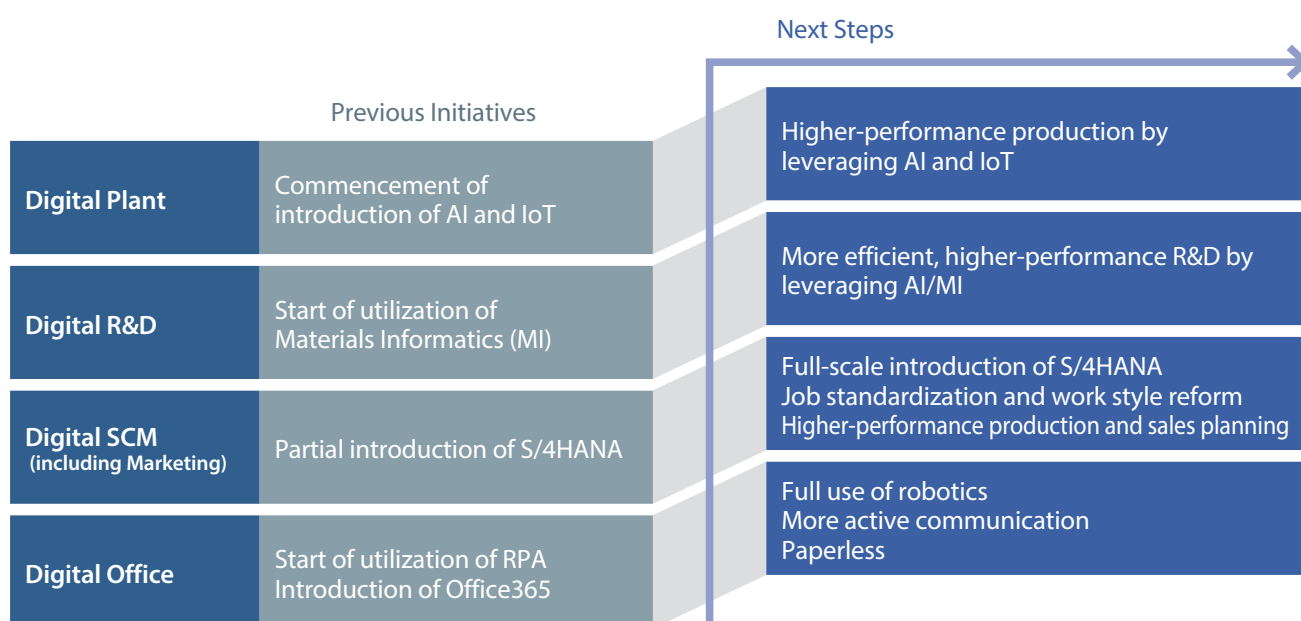 Next Steps
Previous Initiatives
Digital Plant
Commencement of
introduction of AI and IoT
Higher-performance production by
leveraging AI and IoT
Digital R&D
Start of utilization of
Materials Informatics (MI)
More efficient, higher-performance R&D by
leveraging AI/MI
Digital SCM
(including Marketing)
Partial introduction of S/4HANA
Full-scale introduction of S/4HANA
Job standardization and work style reform
Higher-performance production and sales planning
Digital Office
Start of utilization of RPA
Introduction of Office365
Full use of robotics
More active communication
Paperless